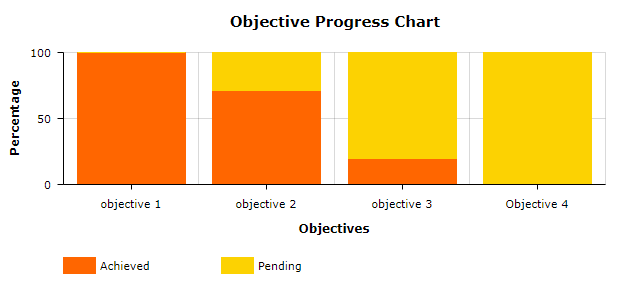 Objective Progress Chart
Percentage
100
50
0
objective 1 objective 2 objective 3 Objective 4
Objectives
Achieved Pending